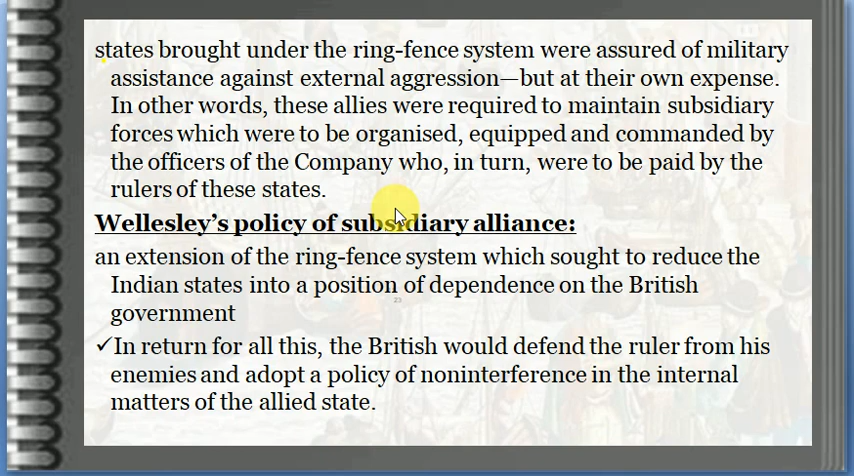 states brought under the ring-fence system were assured of military
assistance against external aggression—but at their own expense.
In other words, these allies were required to maintain subsidiary
forces which were to be organised, equipped and commanded by
the officers of the Company who, in turn, were to be paid by the
rulers of these states.
Wellesley's policy of subsidiary alliance:
an extension of the ring-fence system which sought to reduce the
Indian states into a position of dependence on the British
23
government
✓In return for all this, the British would defend the ruler from his
enemies and adopt a policy of noninterference in the internal
matters of the allied state.